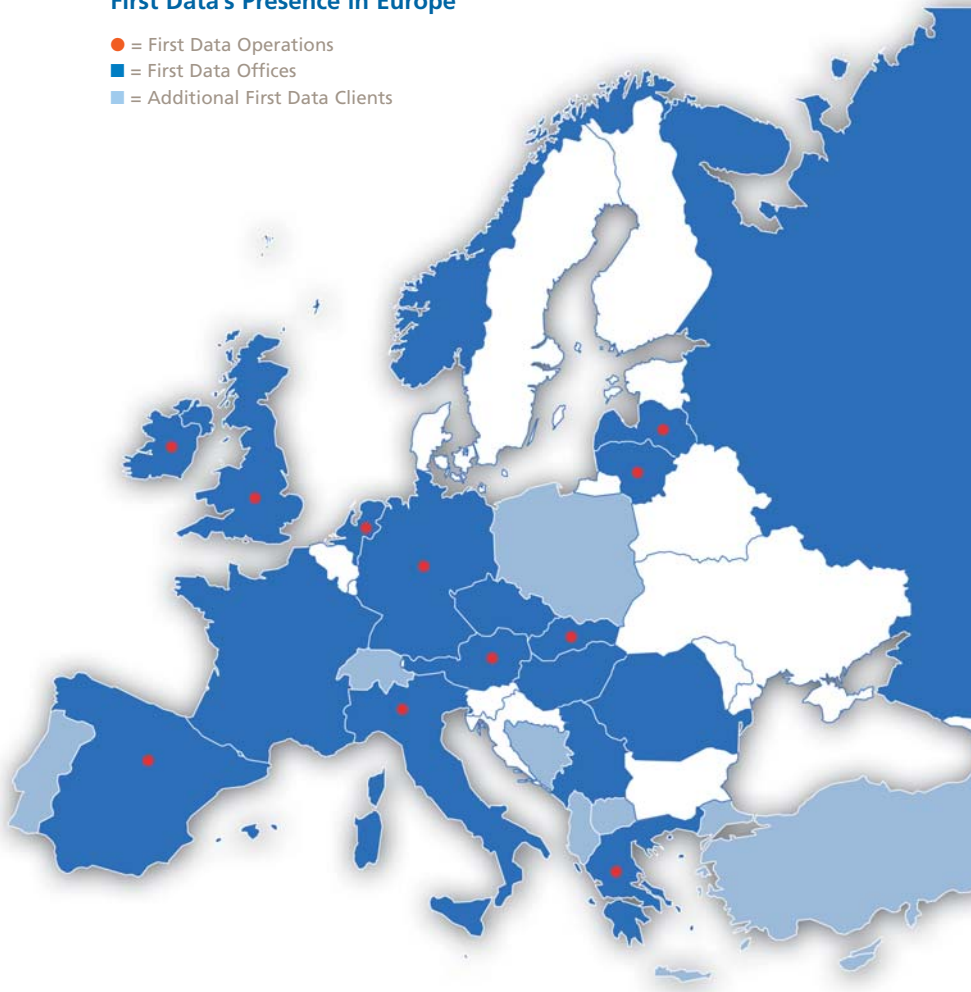 First Data's Presence in Europe
= First Data Operations
= First Data Offices
= Additional First Data Clients